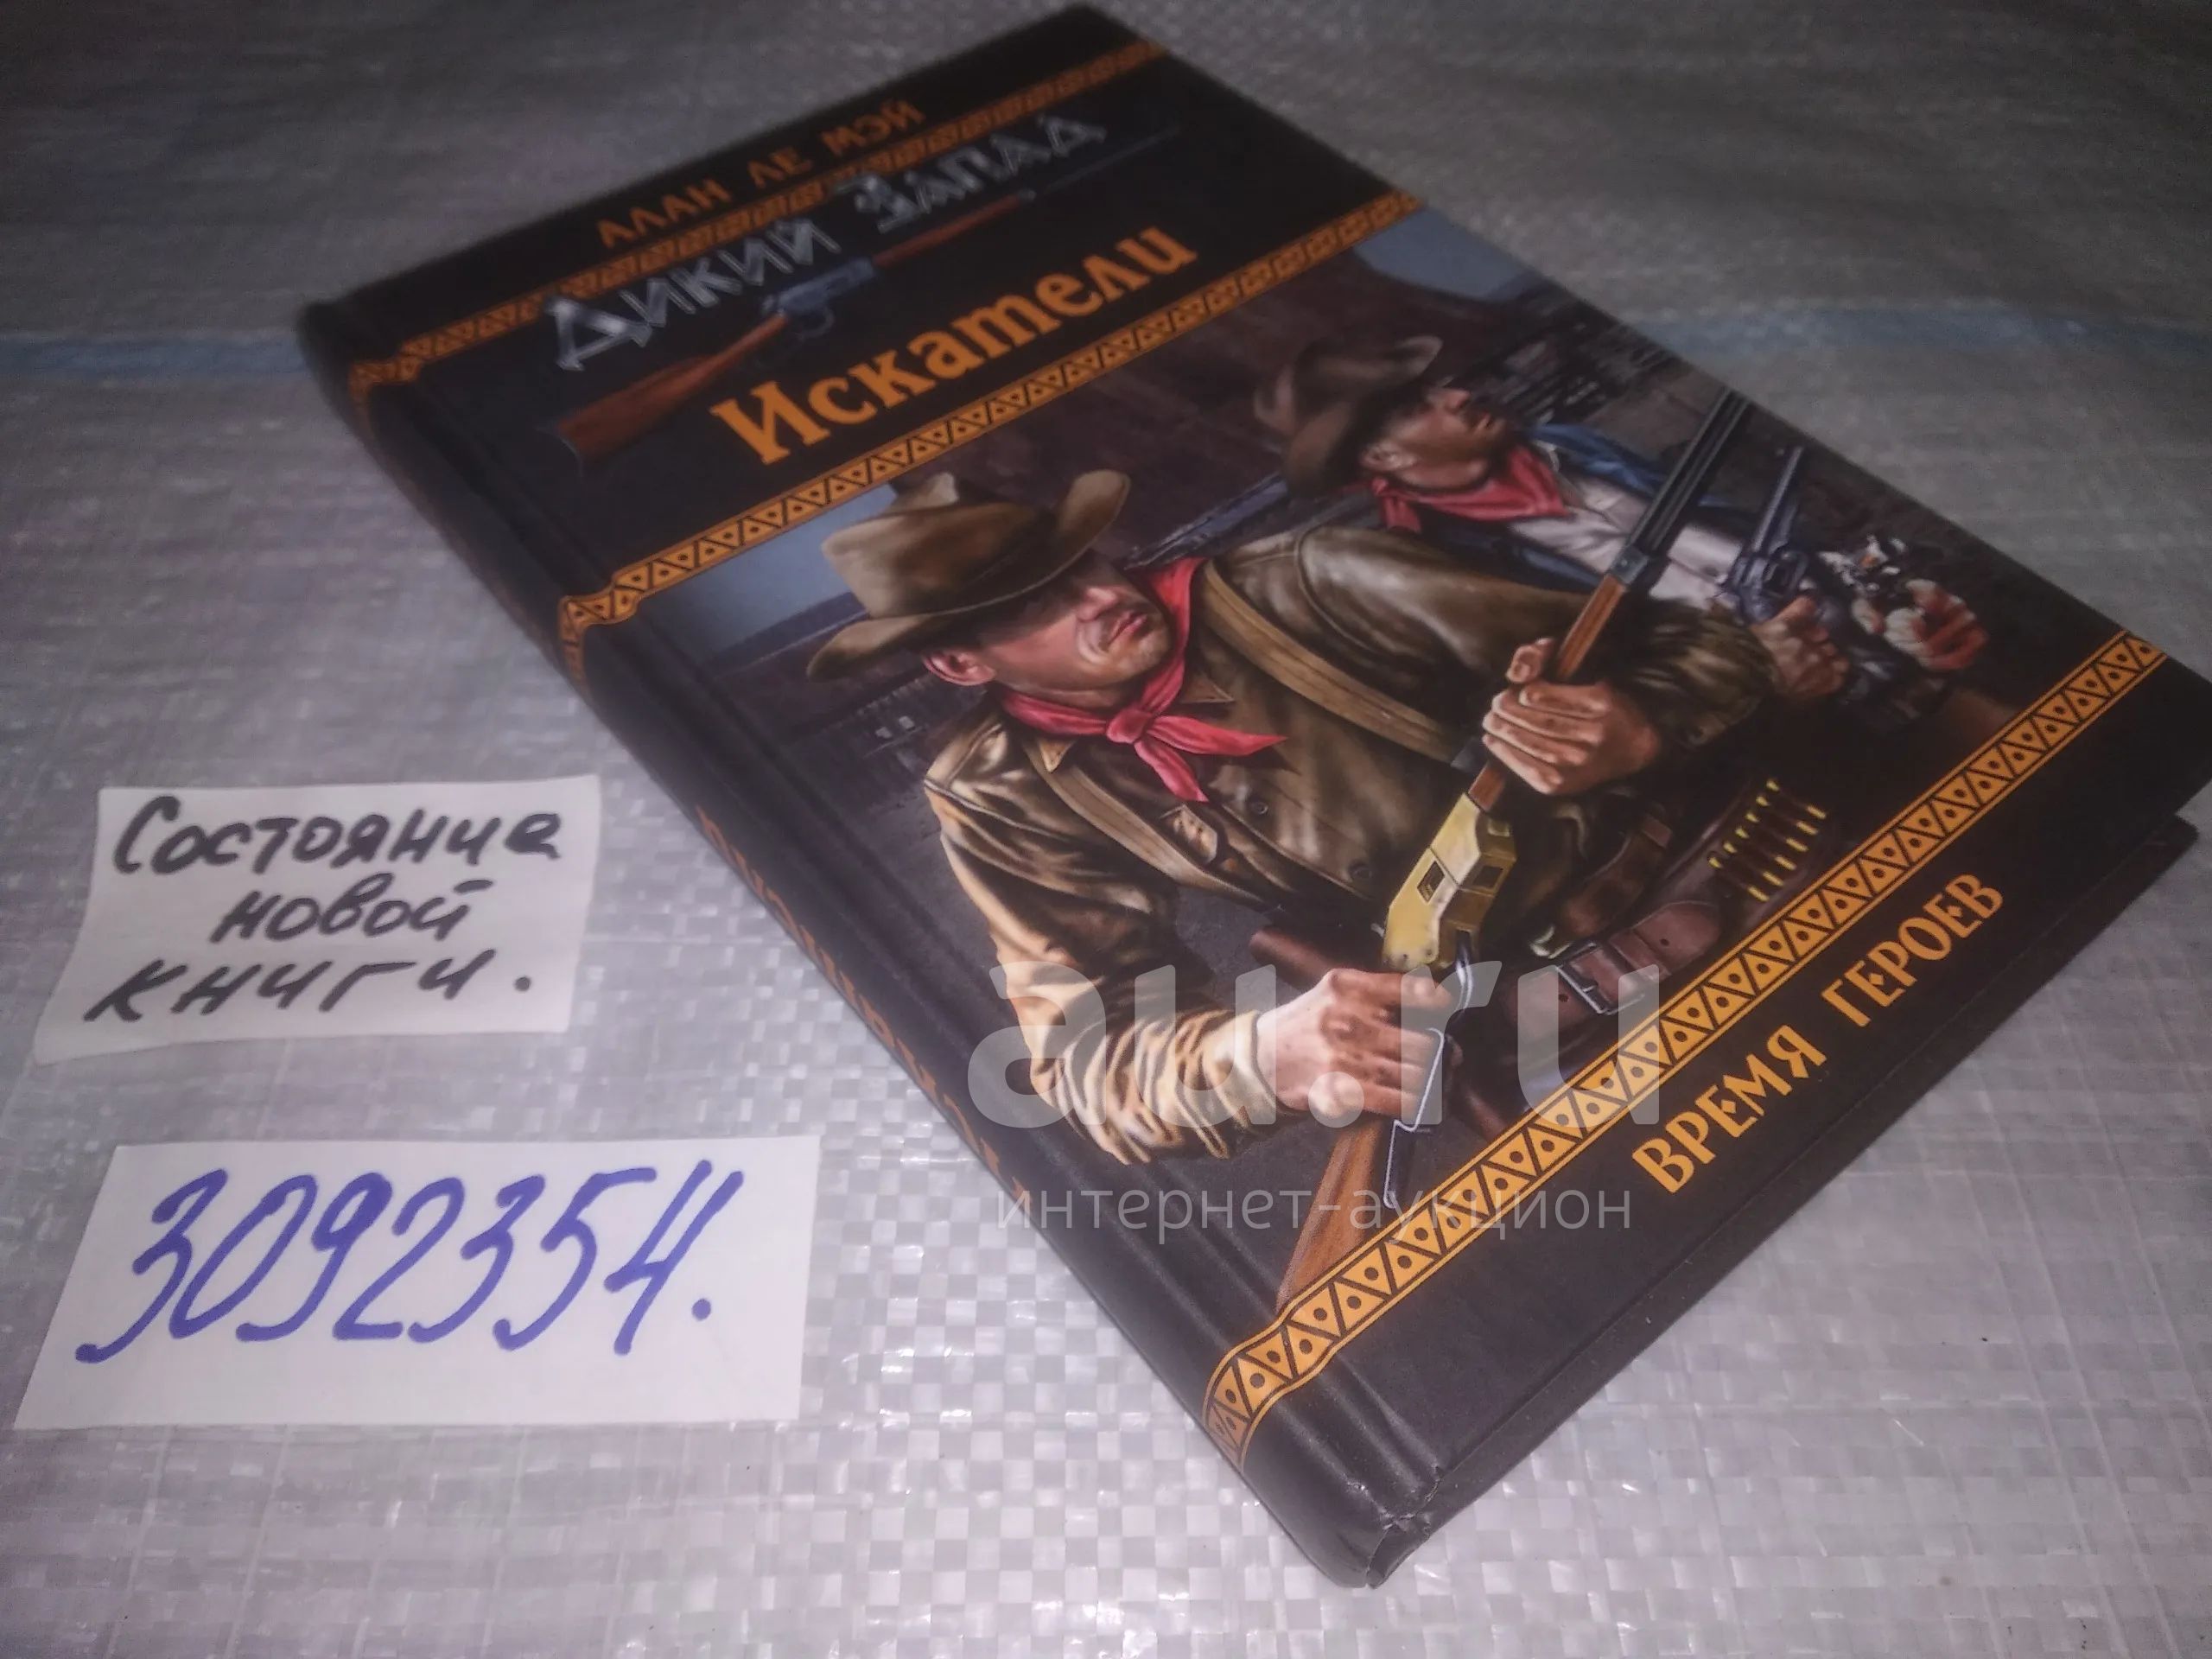 АЛАН ЛЕ МЭЙ
ДИКИЙ ЗАПАД
Искатели
ВРЕМЯ ГЕРОЕВ
Состояние
новой
книги.
3092354.
au.ru
интернет-аукцион